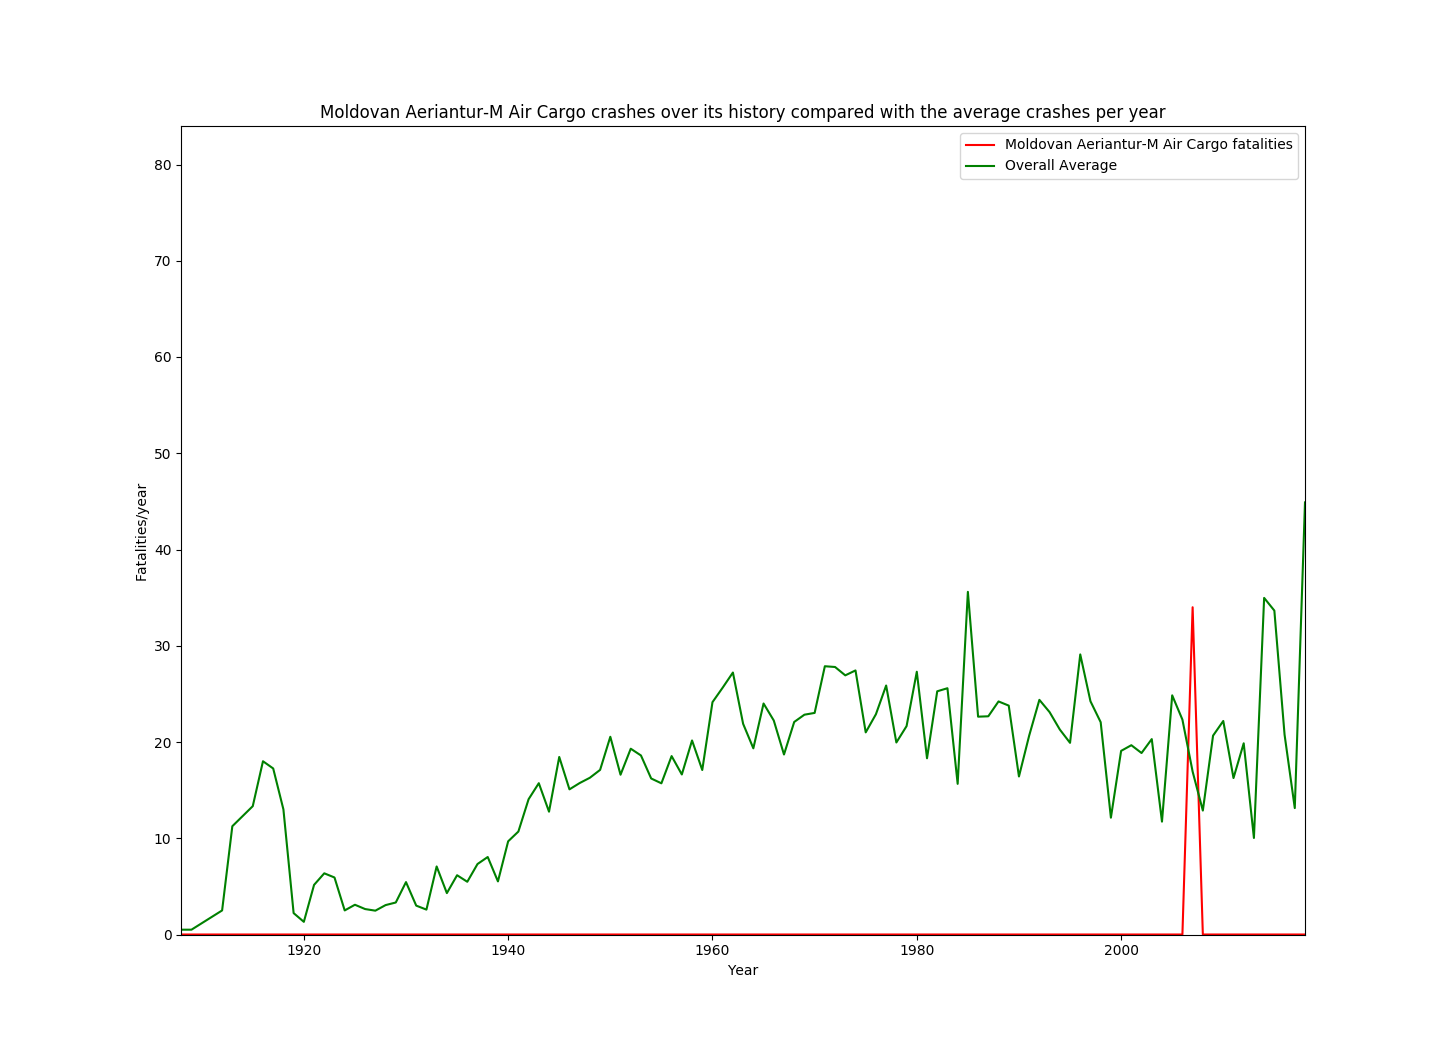 Moldovan Aeriantur-M Air Cargo crashes over its history compared with the average crashes per year
Moldovan Aeriantur-M Air Cargo fatalities
Overall Average
80
70
60
50
40
30
20
10
0
Fatalities/year
1920
1940
1960
1980
2000
Year